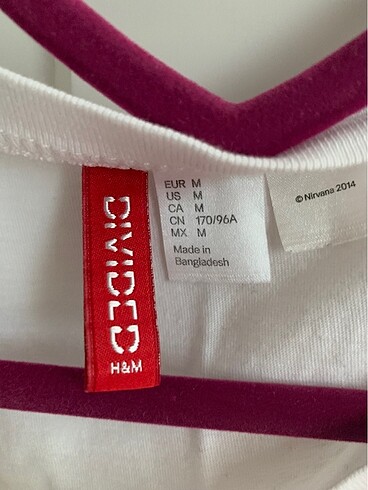 DIVIDED
H&M
EUR M
US M
CA M
CN 170/96A
MX M
Made in
Bangladesh
© Nirvana 2014